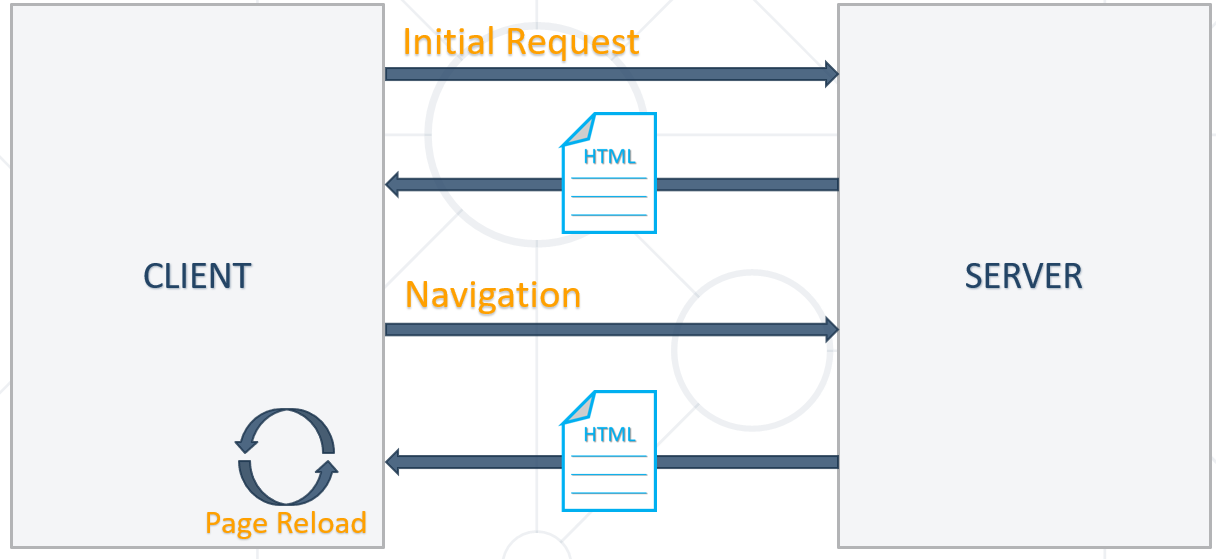 Initial Request
HTML
CLIENT
SERVER
Navigation
HTML
Page Reload